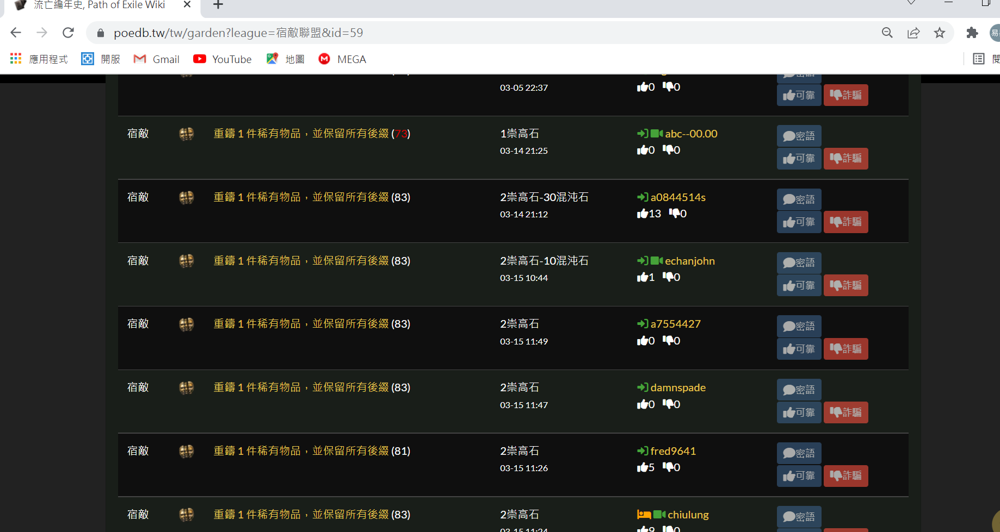 流亡編年史, Path of Exile Wiki
poedb.tw/tw/garden?league=宿敵聯盟&id=59
應用程式 開服 Gmail YouTube 地圖 MEGA
03-05 22:37 0 0
可靠 詐騙
宿敵 重鑄 1 件稀有物品，並保留所有後綴 (73) 1崇高石 abc--00.00 密語
03-14 21:25 0 0
可靠 詐騙
宿敵 重鑄 1 件稀有物品，並保留所有後綴 (83) 2崇高石-30混沌石 a0844514s 密語
03-14 21:12 13 0
可靠 詐騙
宿敵 重鑄 1 件稀有物品，並保留所有後綴 (83) 2崇高石-10混沌石 echanjohn 密語
03-15 10:44 1 0
可靠 詐騙
宿敵 重鑄 1 件稀有物品，並保留所有後綴 (83) 2崇高石 a7554427 密語
03-15 11:49 0 0
可靠 詐騙
宿敵 重鑄 1 件稀有物品，並保留所有後綴 (83) 2崇高石 damnspade 密語
03-15 11:47 0 0
可靠 詐騙
宿敵 重鑄 1 件稀有物品，並保留所有後綴 (81) 2崇高石 fred9641 密語
03-15 11:26 5 0
可靠 詐騙
宿敵 重鑄 1 件稀有物品，並保留所有後綴 (83) 2崇高石 chiulung 密語
03-15 11:24 9 0